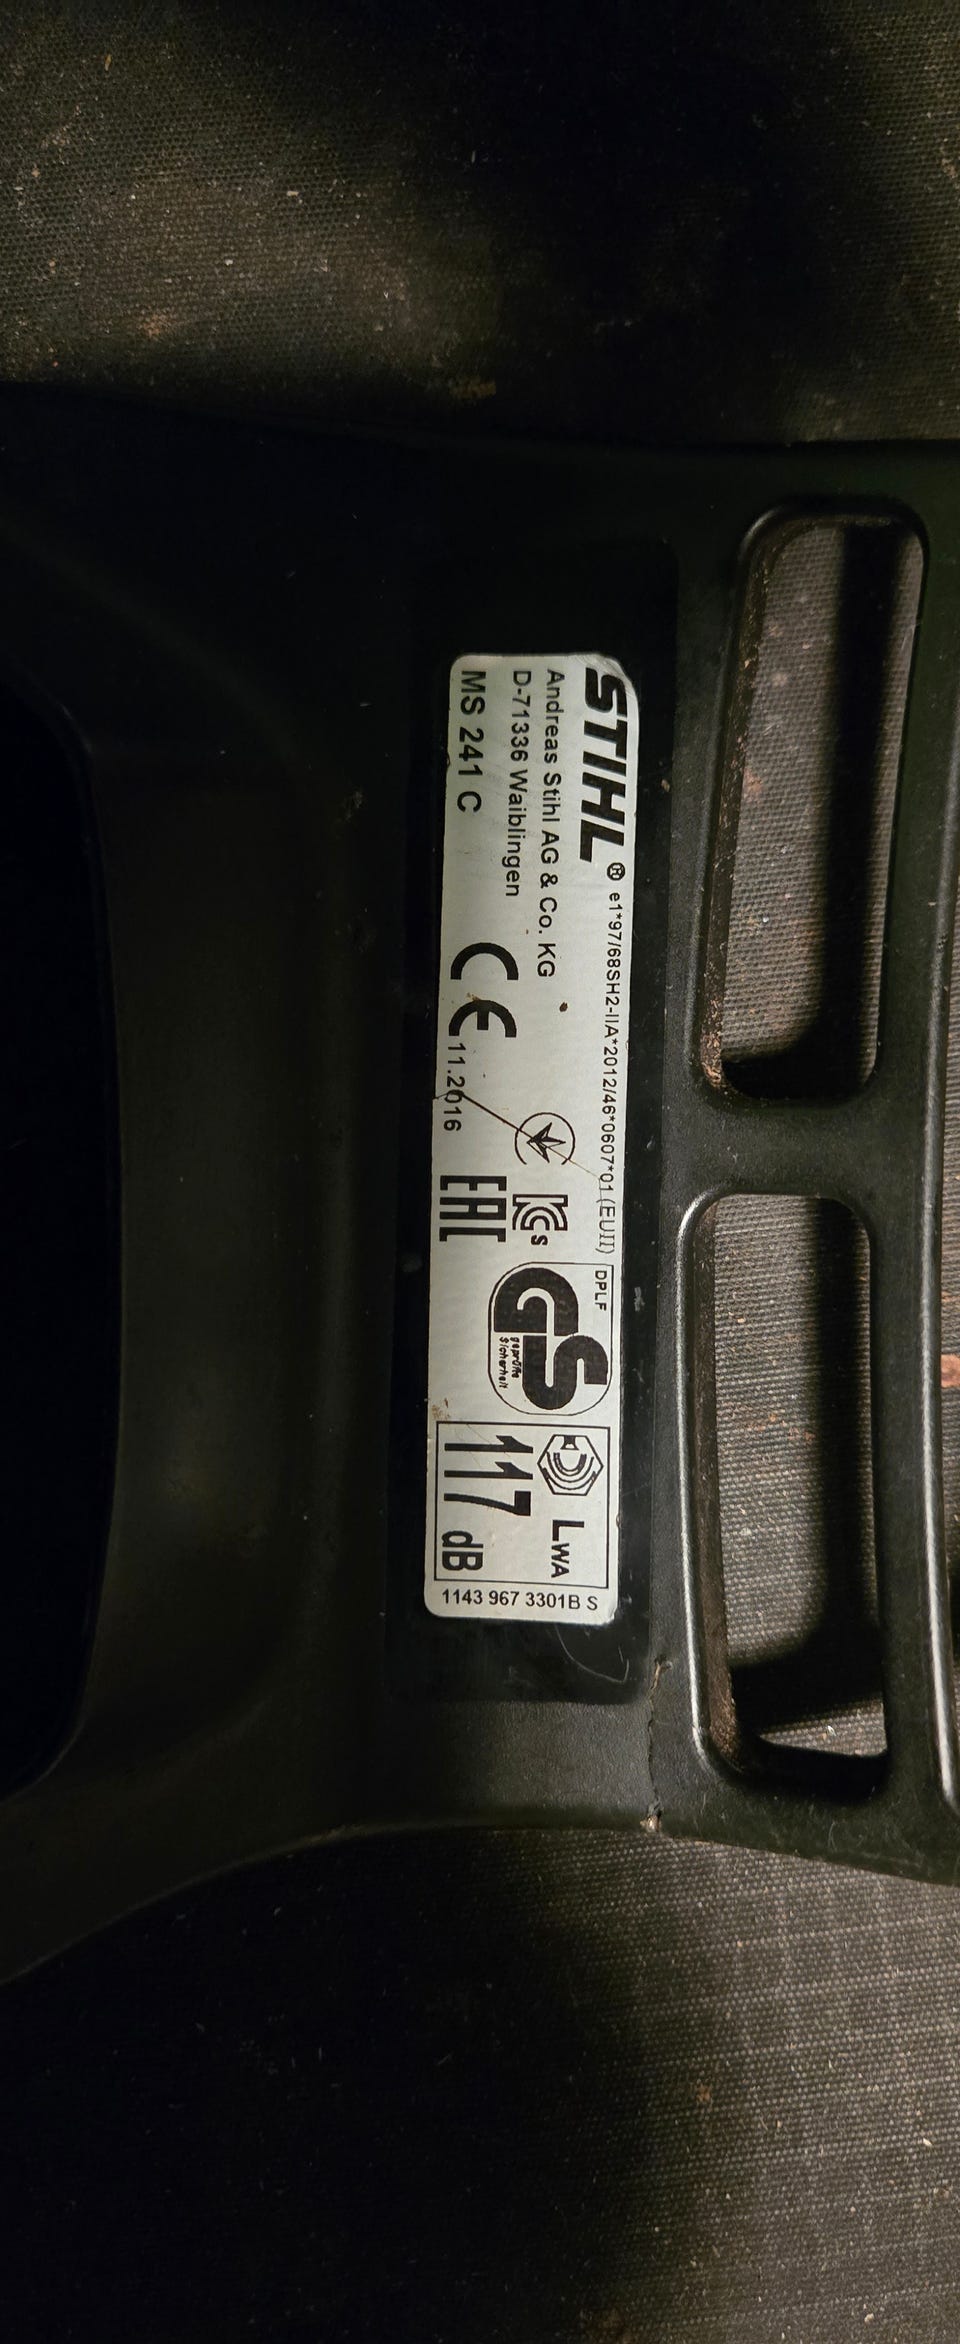 STIHL® e1*97/68SH2-IIA*2012/46*0607*01 (EUII)
Andreas Stihl AG & Co. KG
D-71336 Waiblingen
MS 241 C
CE 11.2016
KCs
EAC
DPLF
GS
geprüfte
Sicherheit
LWA
117 dB
1143 967 3301B S